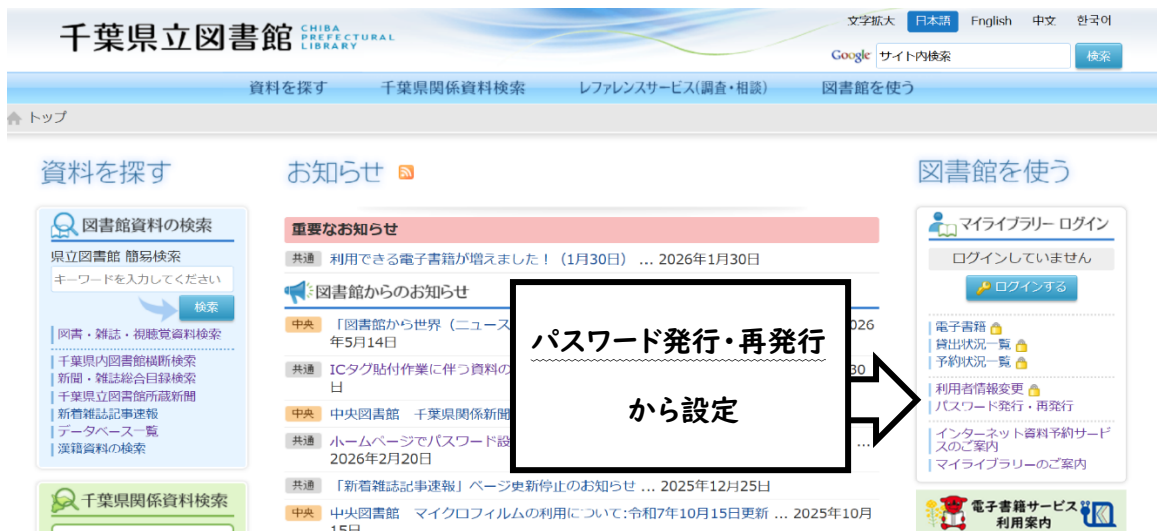 千葉県立図書館 CHIBA PREFECTURAL LIBRARY
文字拡大 日本語 English 中文 한국어
Google サイト内検索 検索
資料を探す 千葉県関係資料検索 レファレンスサービス(調査・相談) 図書館を使う
トップ
資料を探す
図書館資料の検索
県立図書館 簡易検索
キーワードを入力してください
検索
図書・雑誌・視聴覚資料検索
千葉県内図書館横断検索
新聞・雑誌総合目録検索
千葉県立図書館所蔵新聞
新着雑誌記事速報
データベース一覧
漢籍資料の検索
千葉県関係資料検索
お知らせ
重要なお知らせ
共通 利用できる電子書籍が増えました!(1月30日) ... 2026年1月30日
図書館からのお知らせ
中央 「図書館から世界(ニュース
026
年5月14日
共通 ICタグ貼付作業に伴う資料の
30
日
中央 中央図書館 千葉県関係新聞
共通 ホームページでパスワード設
...
2026年2月20日
共通 「新着雑誌記事速報」ページ更新停止のお知らせ ... 2025年12月25日
中央 中央図書館 マイクロフィルムの利用について:令和7年10月15日更新 ... 2025年10月
15日
パスワード発行・再発行
から設定
図書館を使う
マイライブラリー ログイン
ログインしていません
ログインする
電子書籍
貸出状況一覧
予約状況一覧
利用者情報変更
パスワード発行・再発行
インターネット資料予約サービ
スのご案内
マイライブラリーのご案内
電子書籍サービス
利用案内